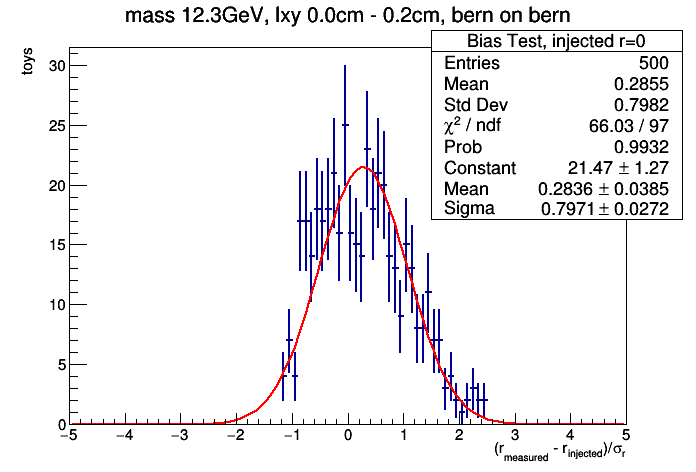 mass 12.3GeV, lxy 0.0cm - 0.2cm, bern on bern
Bias Test, injected r=0
Entries 500
Mean 0.2855
Std Dev 0.7982
χ² / ndf 66.03 / 97
Prob 0.9932
Constant 21.47 ± 1.27
Mean 0.2836 ± 0.0385
Sigma 0.7971 ± 0.0272
toys
30
25
20
15
10
5
0
−5 −4 −3 −2 −1 0 1 2 3 4 5
(r_measured - r_injected)/σ_r